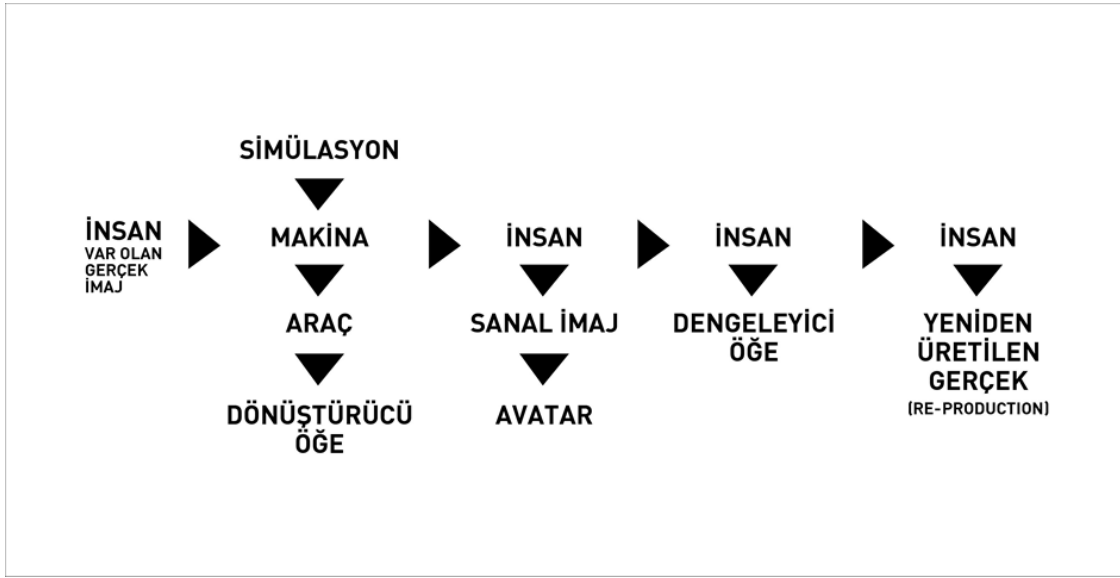 SİMÜLASYON
İNSAN
VAR OLAN
GERÇEK
İMAJ
MAKİNA
İNSAN
İNSAN
İNSAN
ARAÇ
SANAL İMAJ
DENGELEYİCİ
ÖĞE
YENİDEN
ÜRETİLEN
GERÇEK
(RE-PRODUCTION)
DÖNÜŞTÜRÜCÜ
ÖĞE
AVATAR